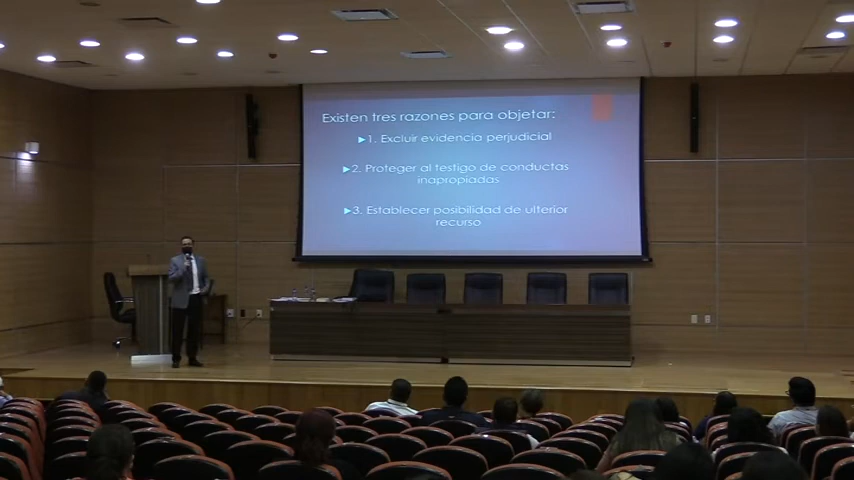 Existen tres razones para objetar:
▶1. Excluir evidencia perjudicial
▶2. Proteger al testigo de conductas
inapropiadas
▶3. Establecer posibilidad de ulterior
recurso